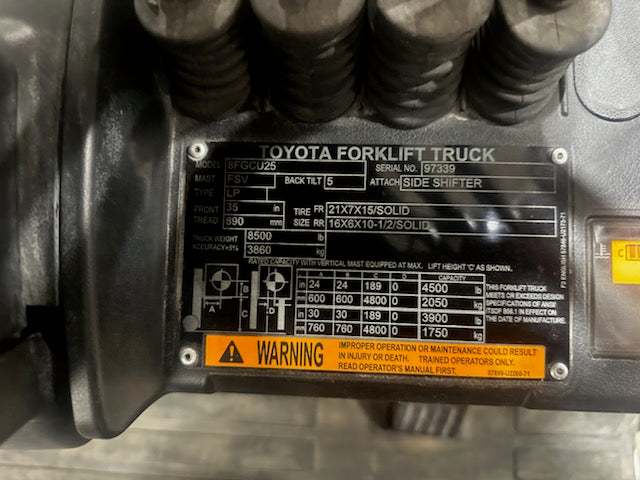 TOYOTA FORKLIFT TRUCK
MODEL 8FGCU25 SERIAL NO. 97339
MAST FSV BACK TILT 5 ATTACH SIDE SHIFTER
TYPE LP
FRONT TREAD 35 in TIRE SIZE FR 21X7X15/SOLID
890 mm RR 16X6X10-1/2/SOLID
TRUCK WEIGHT 8500 lb
ACCURACY±5% 3860 kg
RATED CAPACITY WITH VERTICAL MAST EQUIPPED AT MAX. LIFT HEIGHT 'C' AS SHOWN.
A B C D CAPACITY
in 24 24 189 0 4500 lb
mm 600 600 4800 0 2050 kg
in 30 30 189 0 3900 lb
mm 760 760 4800 0 1750 kg
A B C D
THIS FORKLIFT TRUCK
MEETS OR EXCEEDS DESIGN
SPECIFICATIONS OF ANSI/
ITSDF B56.1 IN EFFECT ON
THE DATE OF MANUFACTURE.
WARNING
IMPROPER OPERATION OR MAINTENANCE COULD RESULT
IN INJURY OR DEATH. TRAINED OPERATORS ONLY.
READ OPERATOR'S MANUAL FIRST.
C